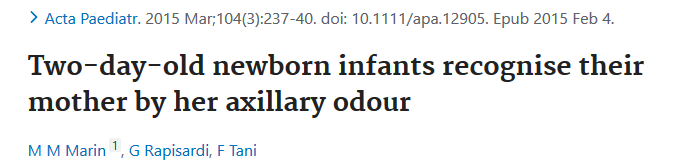 Acta Paediatr. 2015 Mar;104(3):237-40. doi: 10.1111/apa.12905. Epub 2015 Feb 4.
Two-day-old newborn infants recognise their
mother by her axillary odour
M M Marin 1, G Rapisardi, F Tani